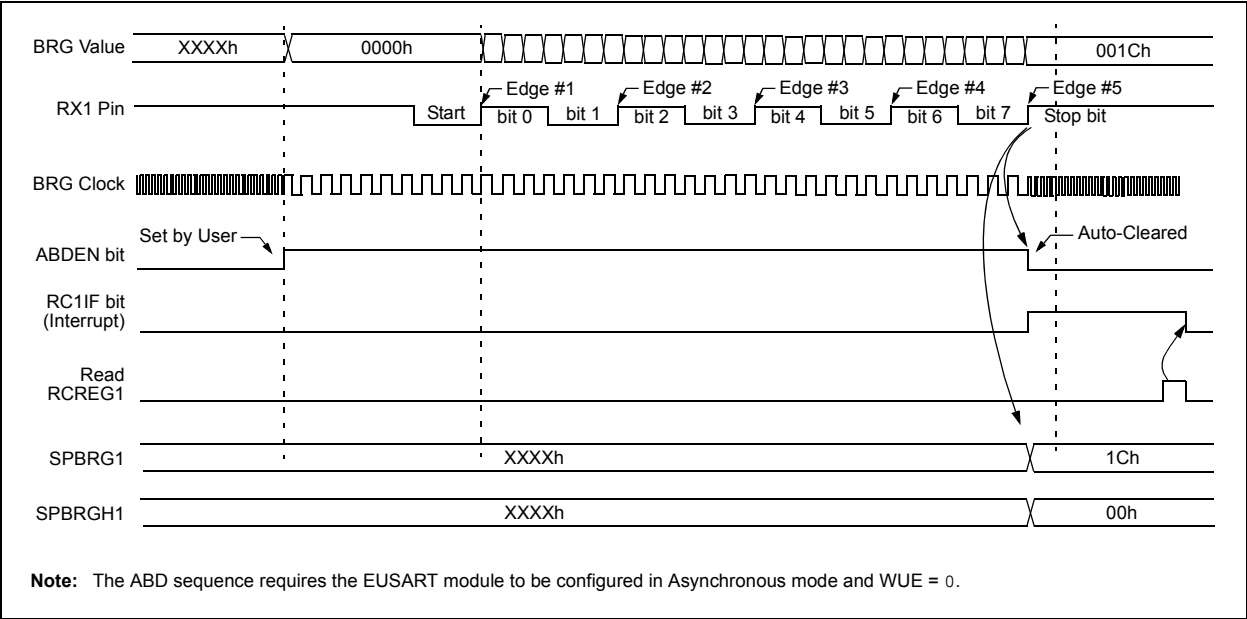 BRG Value XXXXh 0000h 001Ch
Edge #1 Edge #2 Edge #3 Edge #4 Edge #5
RX1 Pin Start bit 0 bit 1 bit 2 bit 3 bit 4 bit 5 bit 6 bit 7 Stop bit
BRG Clock
Set by User Auto-Cleared
ABDEN bit
RC1IF bit
(Interrupt)
Read
RCREG1
SPBRG1 XXXXh 1Ch
SPBRGH1 XXXXh 00h
Note: The ABD sequence requires the EUSART module to be configured in Asynchronous mode and WUE = 0.